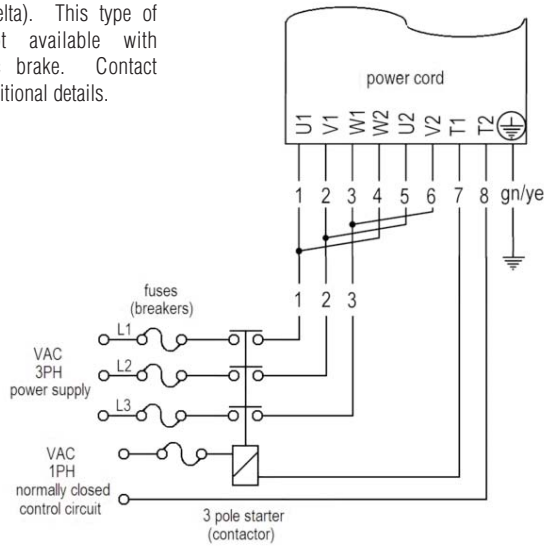 elta). This type of
available with
brake. Contact
itional details.
power cord
U1 V1 W1 W2 U2 V2 T1 T2
1 2 3 4 5 6 7 8 gn/ye
1 2 3
fuses
(breakers)
L1
L2
L3
VAC
3PH
power supply
VAC
1PH
normally closed
control circuit
3 pole starter
(contactor)